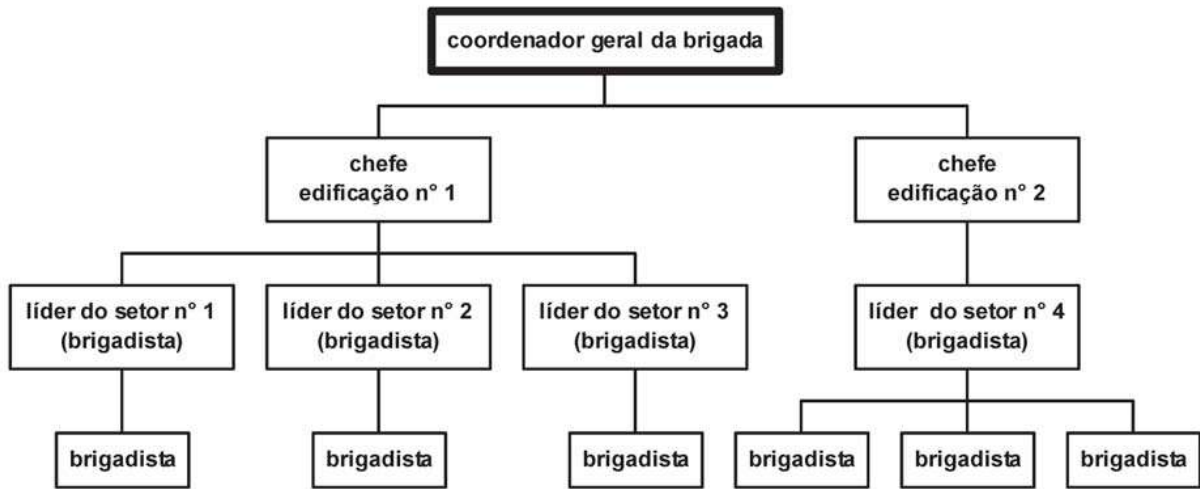 coordenador geral da brigada
chefe
edificação n° 1
chefe
edificação n° 2
líder do setor n° 1
(brigadista)
líder do setor n° 2
(brigadista)
líder do setor n° 3
(brigadista)
líder do setor n° 4
(brigadista)
brigadista
brigadista
brigadista
brigadista
brigadista
brigadista